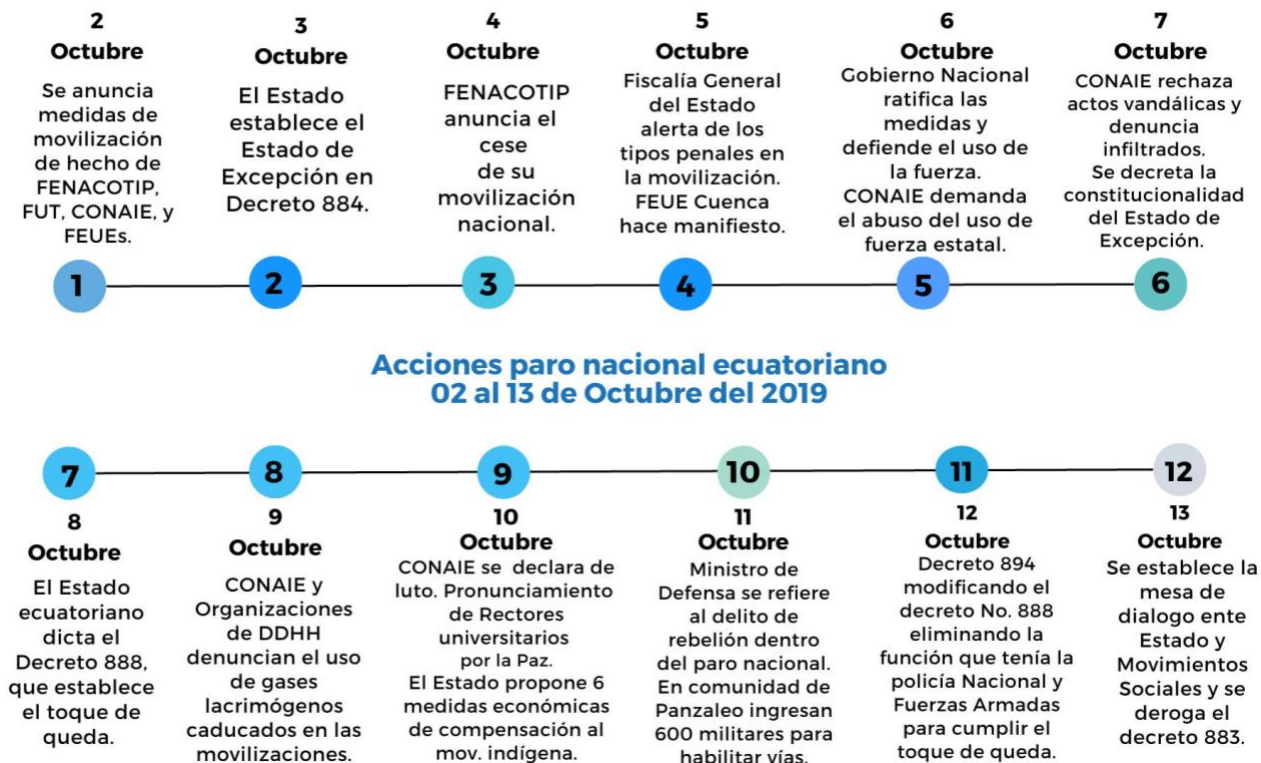 2
Octubre
Se anuncia
medidas de
movilización
de hecho de
FENACOTIP,
FUT, CONAIE, y
FEUEs.
3
Octubre
El Estado
establece el
Estado de
Excepción en
Decreto 884.
4
Octubre
FENACOTIP
anuncia el
cese
de su
movilización
nacional.
5
Octubre
Fiscalía General
del Estado
alerta de los
tipos penales en
la movilización.
FEUE Cuenca
hace manifiesto.
6
Octubre
Gobierno Nacional
ratifica las
medidas y
defiende el uso de
la fuerza.
CONAIE demanda
el abuso del uso de
fuerza estatal.
7
Octubre
CONAIE rechaza
actos vandálicas y
denuncia
infiltrados.
Se decreta la
constitucionalidad
del Estado de
Excepción.
1
2
3
4
5
6
Acciones paro nacional ecuatoriano
02 al 13 de Octubre del 2019
7
8
9
10
11
12
8
Octubre
El Estado
ecuatoriano
dicta el
Decreto 888,
que establece
el toque de
queda.
9
Octubre
CONAIE y
Organizaciones
de DDHH
denuncian el uso
de gases
lacrimógenos
caducados en las
movilizaciones.
10
Octubre
CONAIE se declara de
luto. Pronunciamiento
de Rectores
universitarios
por la Paz.
El Estado propone 6
medidas económicas
de compensación al
mov. indígena.
11
Octubre
Ministro de
Defensa se refiere
al delito de
rebelión dentro
del paro nacional.
En comunidad de
Panzaleo ingresan
600 militares para
habilitar vías.
12
Octubre
Decreto 894
modificando el
decreto No. 888
eliminando la
función que tenía la
policía Nacional y
Fuerzas Armadas
para cumplir el
toque de queda.
13
Octubre
Se establece la
mesa de
dialogo ente
Estado y
Movimientos
Sociales y se
deroga el
decreto 883.